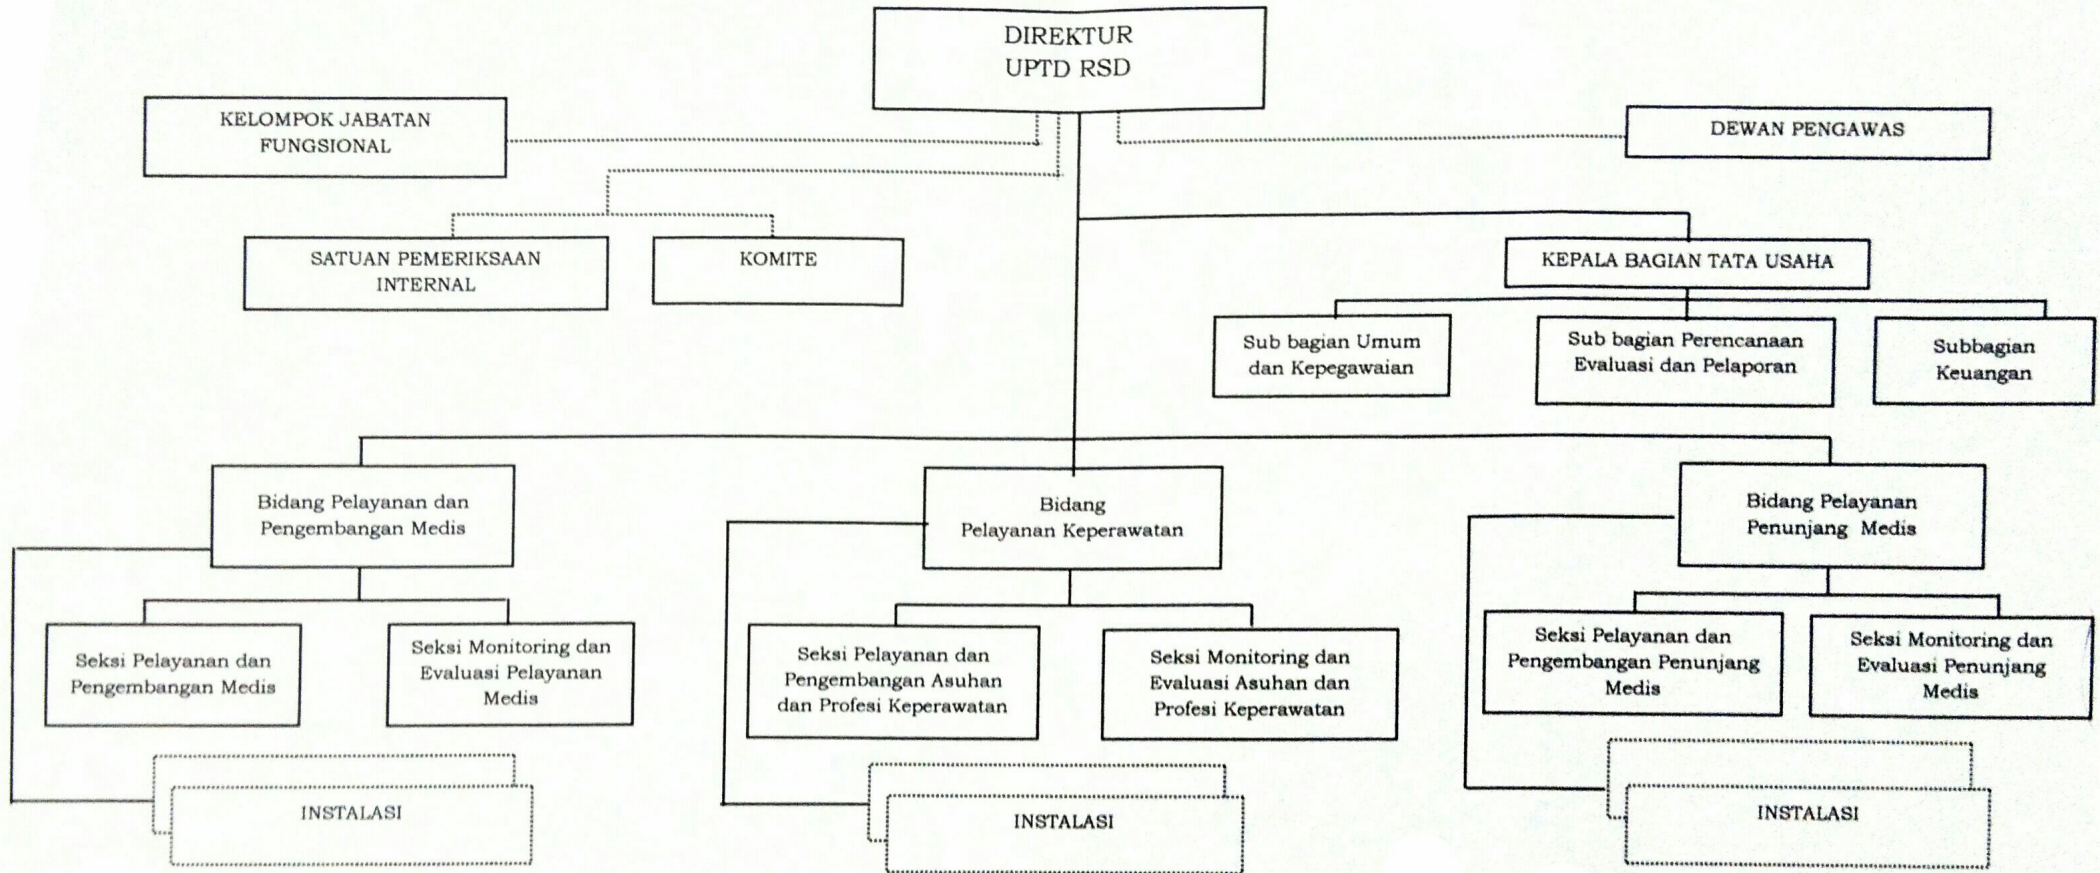 DIREKTUR
UPTD RSD
KELOMPOK JABATAN
FUNGSIONAL
DEWAN PENGAWAS
SATUAN PEMERIKSAAN
INTERNAL
KOMITE
KEPALA BAGIAN TATA USAHA
Sub bagian Umum
dan Kepegawaian
Sub bagian Perencanaan
Evaluasi dan Pelaporan
Subbagian
Keuangan
Bidang Pelayanan dan
Pengembangan Medis
Bidang
Pelayanan Keperawatan
Bidang Pelayanan
Penunjang Medis
Seksi Pelayanan dan
Pengembangan Medis
Seksi Monitoring dan
Evaluasi Pelayanan
Medis
Seksi Pelayanan dan
Pengembangan Asuhan
dan Profesi Keperawatan
Seksi Monitoring dan
Evaluasi Asuhan dan
Profesi Keperawatan
Seksi Pelayanan dan
Pengembangan Penunjang
Medis
Seksi Monitoring dan
Evaluasi Penunjang
Medis
INSTALASI
INSTALASI
INSTALASI